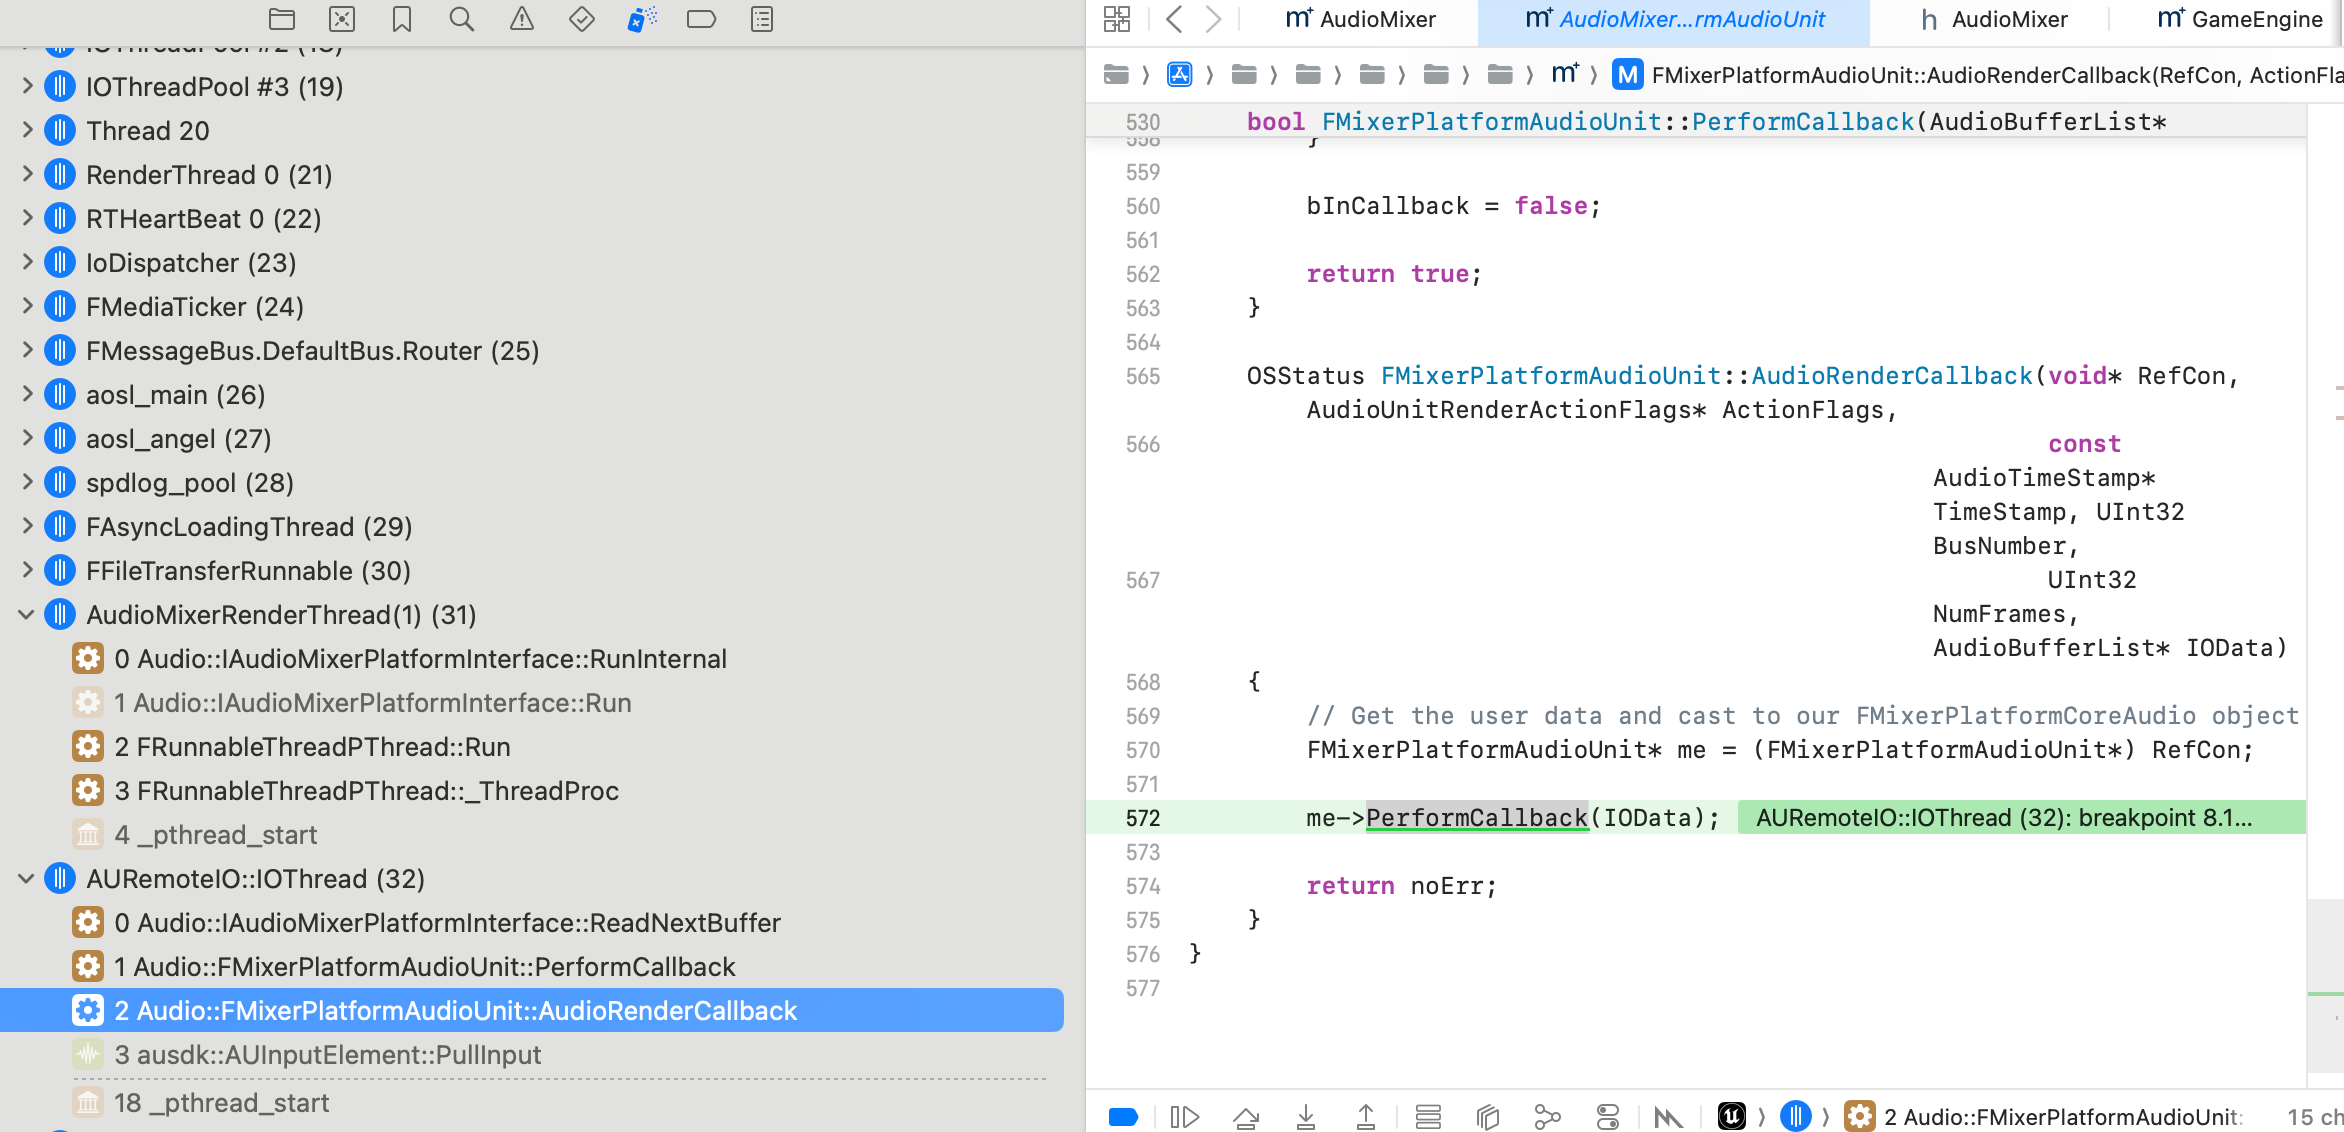 AudioMixer
AudioMixer...rmAudioUnit
h AudioMixer
GameEngine
M FMixerPlatformAudioUnit::AudioRenderCallback(RefCon, ActionFla
IOThreadPool #3 (19)
Thread 20
RenderThread 0 (21)
RTHeartBeat 0 (22)
IoDispatcher (23)
FMediaTicker (24)
FMessageBus.DefaultBus.Router (25)
aosl_main (26)
aosl_angel (27)
spdlog_pool (28)
FAsyncLoadingThread (29)
FFileTransferRunnable (30)
AudioMixerRenderThread(1) (31)
0 Audio::IAudioMixerPlatformInterface::RunInternal
1 Audio::IAudioMixerPlatformInterface::Run
2 FRunnableThreadPThread::Run
3 FRunnableThreadPThread::_ThreadProc
4 _pthread_start
AURemoteIO::IOThread (32)
0 Audio::IAudioMixerPlatformInterface::ReadNextBuffer
1 Audio::FMixerPlatformAudioUnit::PerformCallback
2 Audio::FMixerPlatformAudioUnit::AudioRenderCallback
3 ausdk::AUInputElement::PullInput
18 _pthread_start
530 bool FMixerPlatformAudioUnit::PerformCallback(AudioBufferList*
558 }
559
560 bInCallback = false;
561
562 return true;
563 }
564
565 OSStatus FMixerPlatformAudioUnit::AudioRenderCallback(void* RefCon,
AudioUnitRenderActionFlags* ActionFlags,
566 const
AudioTimeStamp*
TimeStamp, UInt32
BusNumber,
567 UInt32
NumFrames,
AudioBufferList* IOData)
568 {
569 // Get the user data and cast to our FMixerPlatformCoreAudio object
570 FMixerPlatformAudioUnit* me = (FMixerPlatformAudioUnit*) RefCon;
571
572 me->PerformCallback(IOData); AURemoteIO::IOThread (32): breakpoint 8.1...
573
574 return noErr;
575 }
576 }
577
2 Audio::FMixerPlatformAudioUnit: 15 ch